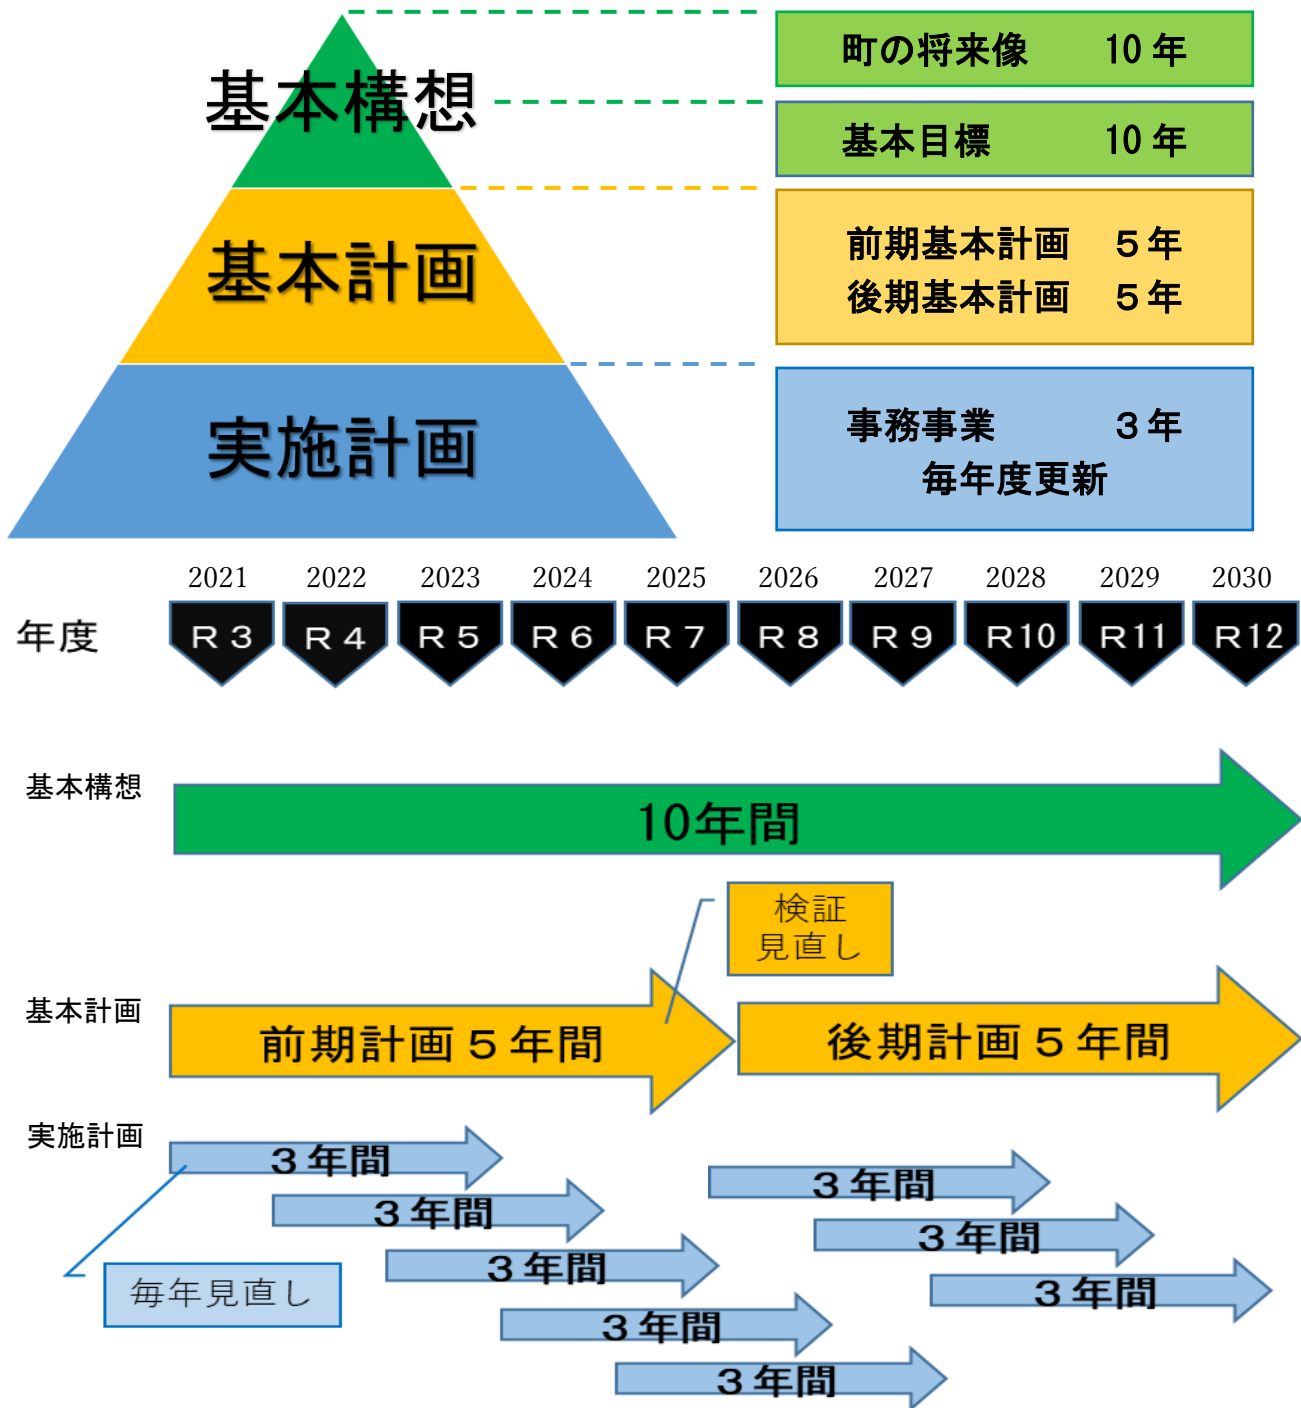 基本構想
町の将来像 10年
基本目標 10年
基本計画
前期基本計画 5年
後期基本計画 5年
実施計画
事務事業 3年
毎年度更新
2021 2022 2023 2024 2025 2026 2027 2028 2029 2030
年度 R3 R4 R5 R6 R7 R8 R9 R10 R11 R12
基本構想
10年間
検証
見直し
基本計画
前期計画5年間
後期計画5年間
実施計画
3年間
3年間
3年間
3年間
3年間
3年間
3年間
3年間
毎年見直し